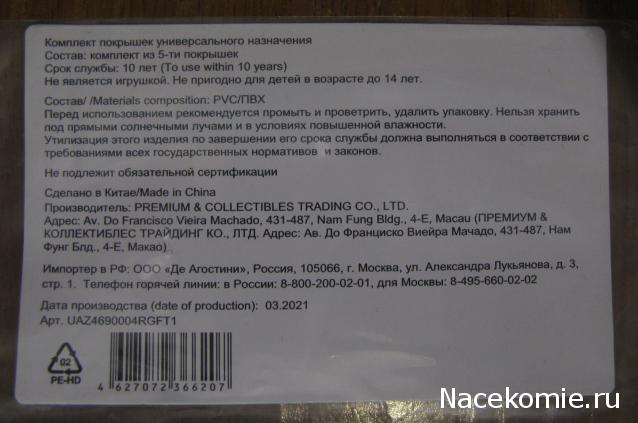 Комплект покрышек универсального назначения
Состав: комплект из 5-ти покрышек
Срок службы: 10 лет (To use within 10 years)
Не является игрушкой. Не пригодно для детей в возрасте до 14 лет.
Состав/ /Materials composition: PVC/ПВХ
Перед использованием рекомендуется промыть и проветрить, удалить упаковку. Нельзя хранить
под прямыми солнечными лучами и в условиях повышенной влажности.
Утилизация этого изделия по завершении его срока службы должна выполняться в соответствии с
требованиями всех государственных нормативов и законов.
Не подлежит обязательной сертификации
Сделано в Китае/Made in China
Производитель: PREMIUM & COLLECTIBLES TRADING CO., LTD.
Адрес: Av. Do Francisco Vieira Machado, 431-487, Nam Fung Bldg., 4-E, Macau (ПРЕМИУМ &
КОЛЛЕКТИБЛЕС ТРАЙДИНГ КО., ЛТД. Адрес: Ав. До Франциско Виейра Мачадо, 431-487, Нам
Фунг Блд., 4-Е, Макао)
Импортер в РФ: ООО «Де Агостини», Россия, 105066, г. Москва, ул. Александра Лукьянова, д. 3,
стр. 1. Телефон горячей линии: в России: 8-800-200-02-01, для Москвы: 8-495-660-02-02
Дата производства (date of production): 03.2021
Арт. UAZ4690004RGFT1
02
PE-HD
4 627072 366207
Nacekomie.ru